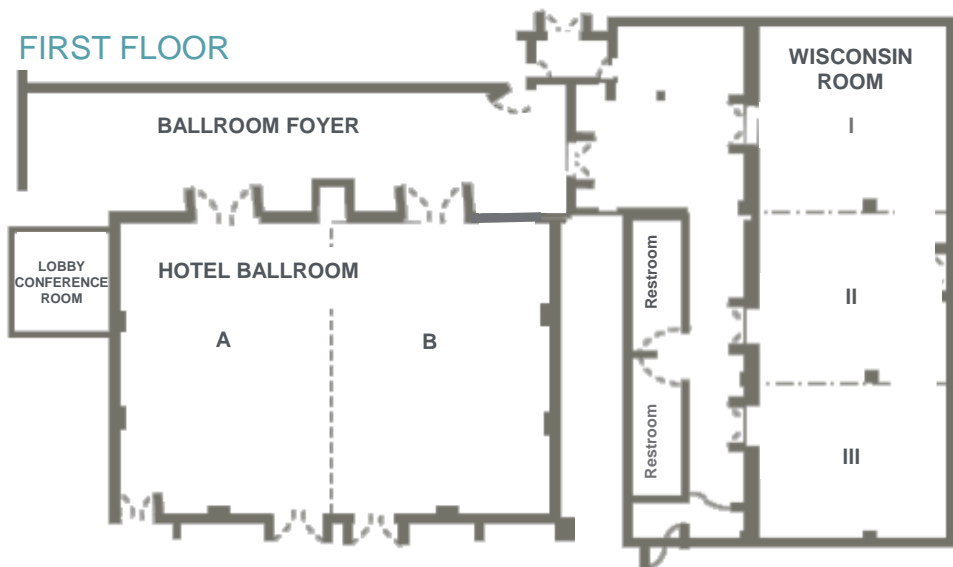 FIRST FLOOR
WISCONSIN
ROOM
BALLROOM FOYER
I
HOTEL BALLROOM
LOBBY
CONFERENCE
ROOM
Restroom
A
B
II
Restroom
III